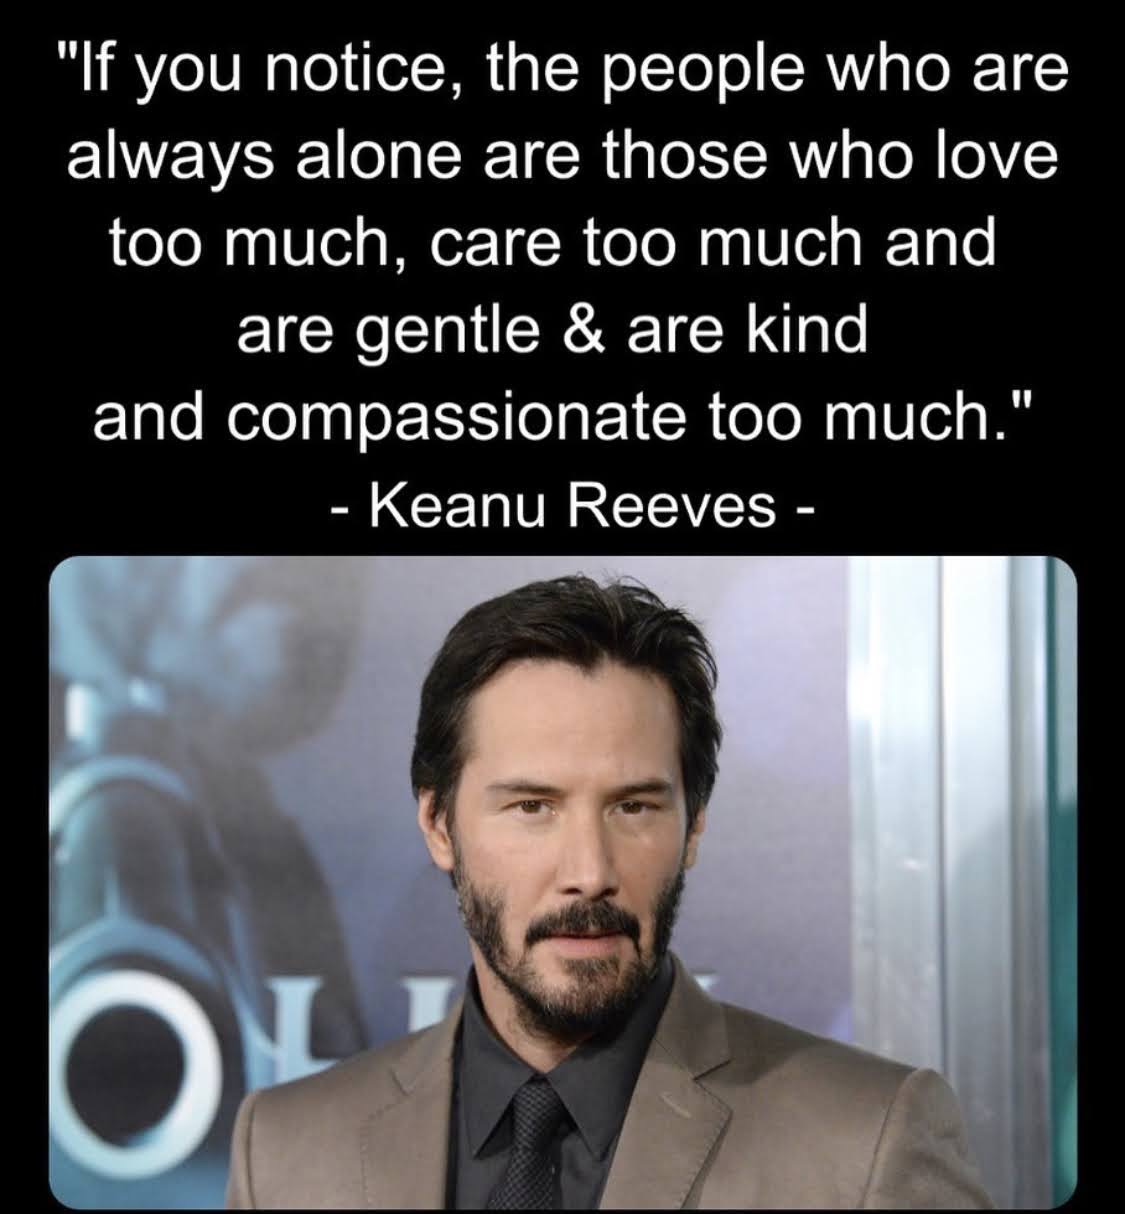 "If you notice, the people who are
always alone are those who love
too much, care too much and
are gentle & are kind
and compassionate too much."
- Keanu Reeves -